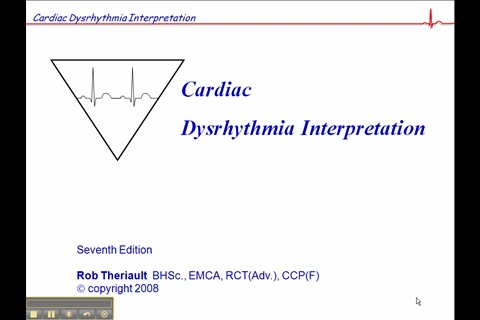 Cardiac Dysrhythmia Interpretation
Cardiac
Dysrhythmia Interpretation
Seventh Edition
Rob Theriault BHSc., EMCA, RCT(Adv.), CCP(F)
© copyright 2008